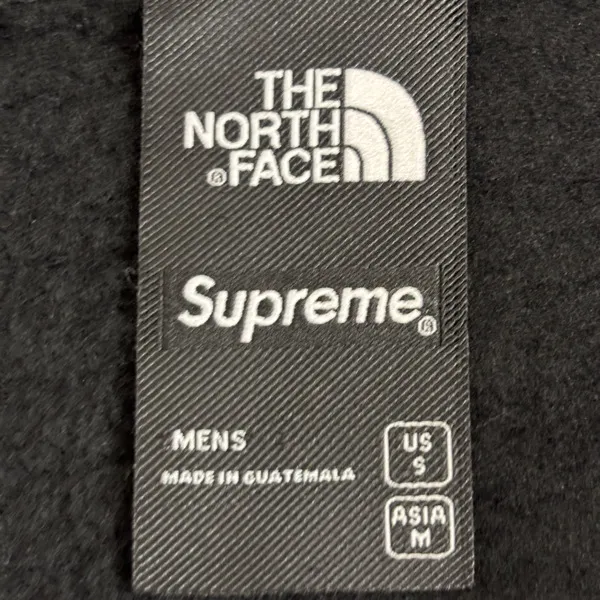 THE
NORTH
®FACE
Supreme®
MENS
MADE IN GUATEMALA
US
S
ASIA
M